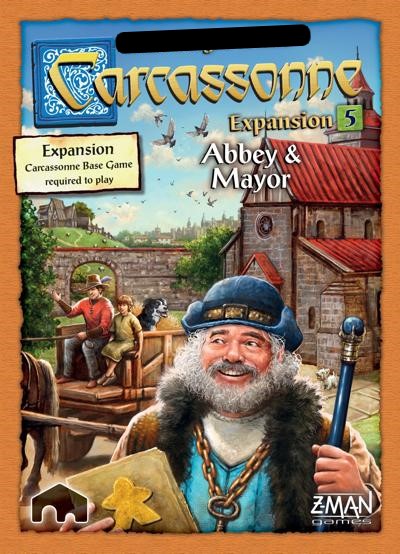 Carcassonne
Expansion 5
Abbey &
Mayor
Expansion
Carcassonne Base Game
required to play
Z-MAN
games